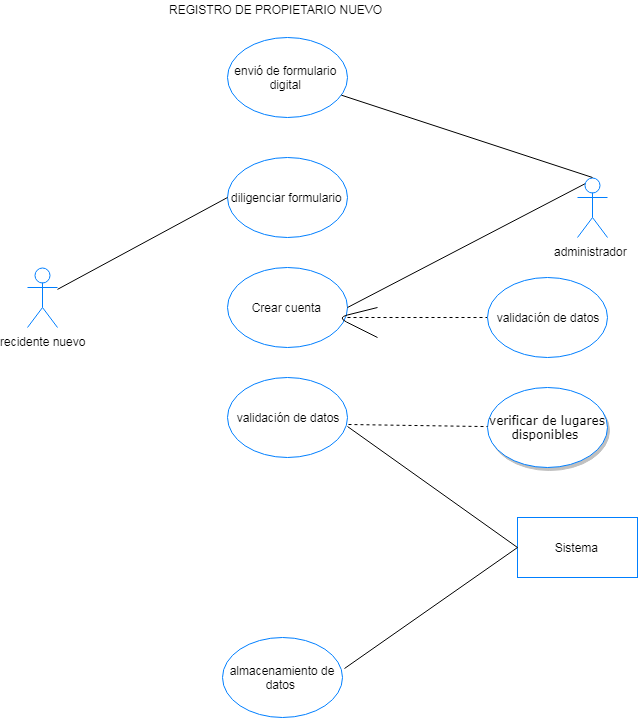 REGISTRO DE PROPIETARIO NUEVO
envió de formulario
digital
diligenciar formulario
administrador
Crear cuenta
validación de datos
recidente nuevo
validación de datos
verificar de lugares
disponibles
Sistema
almacenamiento de
datos